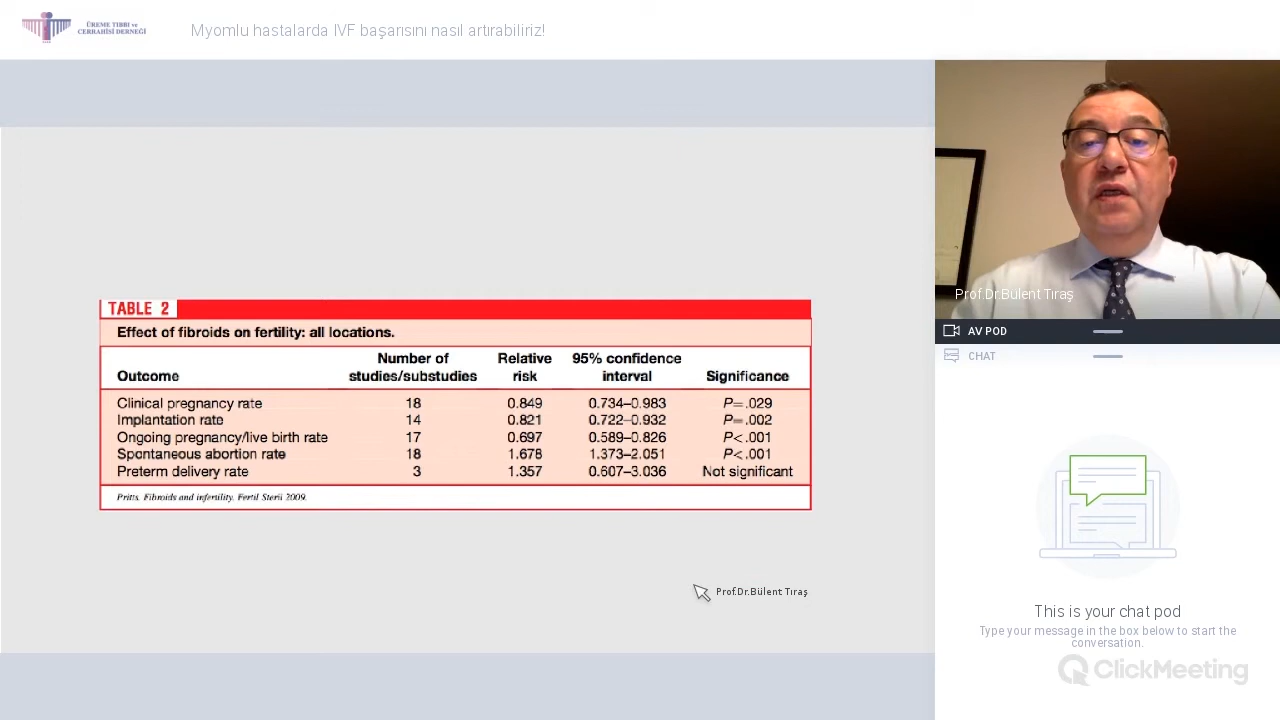 ÜREME TIBBI ve
CERRAHİSİ DERNEĞİ
Myomlu hastalarda IVF başarısını nasıl artırabiliriz!
TABLE 2
Effect of fibroids on fertility: all locations.
Outcome Number of studies/substudies Relative risk 95% confidence interval Significance
Clinical pregnancy rate 18 0.849 0.734–0.983 P=.029
Implantation rate 14 0.821 0.722–0.932 P=.002
Ongoing pregnancy/live birth rate 17 0.697 0.589–0.826 P<.001
Spontaneous abortion rate 18 1.678 1.373–2.051 P<.001
Preterm delivery rate 3 1.357 0.607–3.036 Not significant
Pritts. Fibroids and infertility. Fertil Steril 2009.
Prof.Dr.Bülent Tıraş
Prof.Dr.Bülent Tıraş
AV POD
CHAT
This is your chat pod
Type your message in the box below to start the
conversation.
ClickMeeting